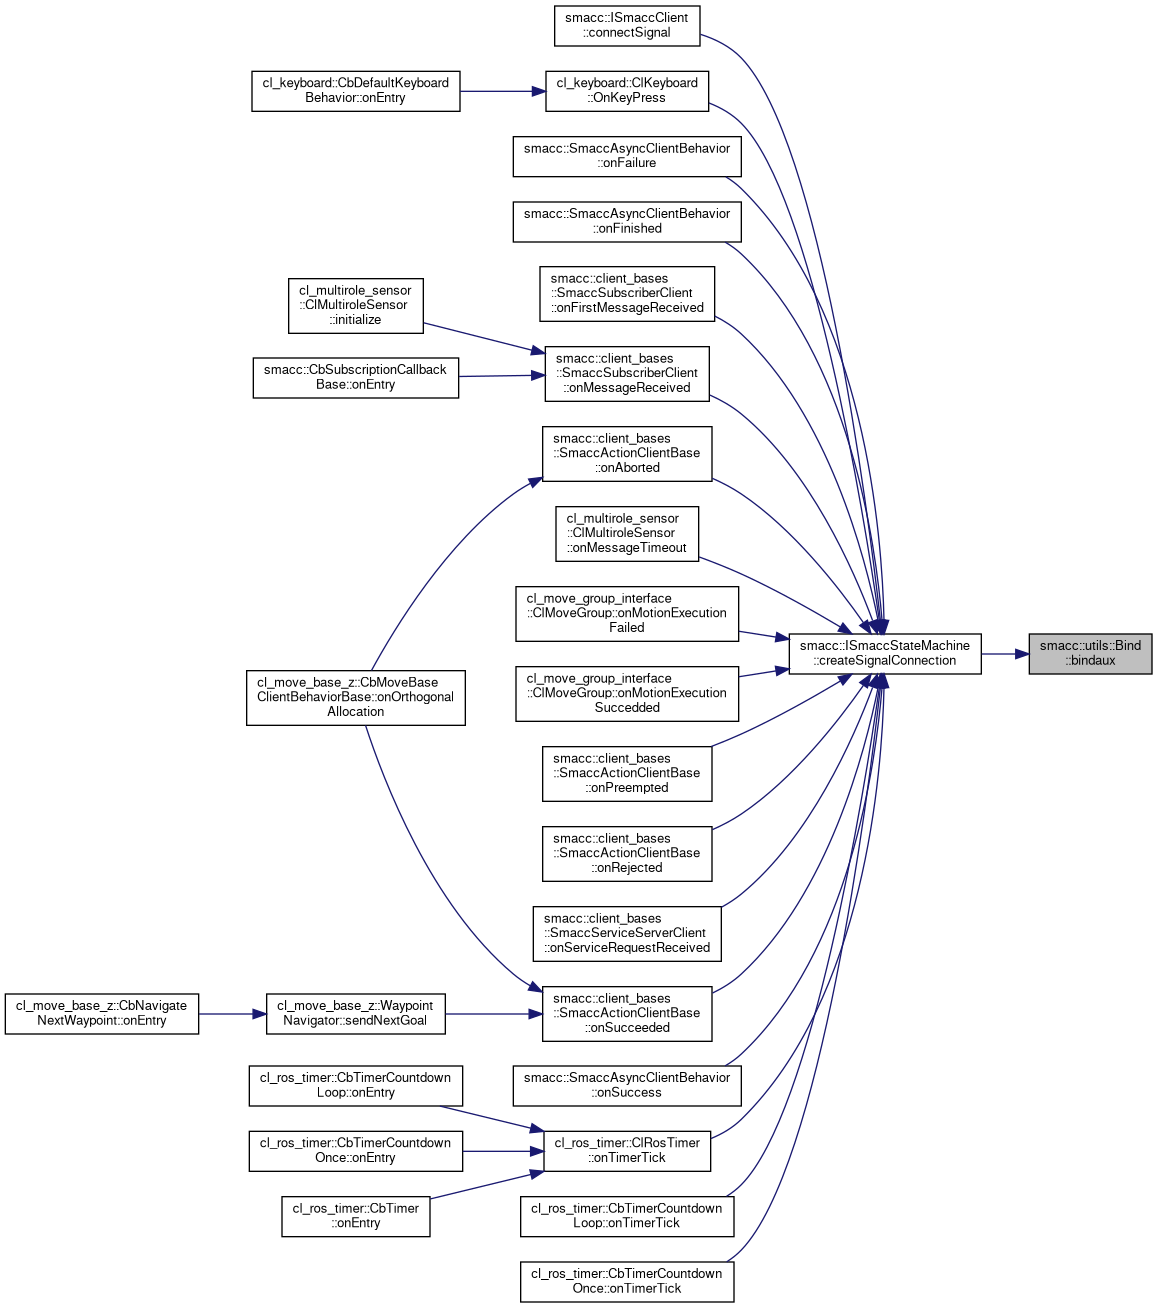 smacc::ISmaccClient
::connectSignal
cl_keyboard::CbDefaultKeyboard
Behavior::onEntry
cl_keyboard::ClKeyboard
::OnKeyPress
smacc::SmaccAsyncClientBehavior
::onFailure
smacc::SmaccAsyncClientBehavior
::onFinished
smacc::client_bases
::SmaccSubscriberClient
::onFirstMessageReceived
cl_multirole_sensor
::ClMultiroleSensor
::initialize
smacc::CbSubscriptionCallback
Base::onEntry
smacc::client_bases
::SmaccSubscriberClient
::onMessageReceived
smacc::client_bases
::SmaccActionClientBase
::onAborted
cl_multirole_sensor
::ClMultiroleSensor
::onMessageTimeout
cl_move_group_interface
::ClMoveGroup::onMotionExecution
Failed
smacc::ISmaccStateMachine
::createSignalConnection
smacc::utils::Bind
::bindaux
cl_move_base_z::CbMoveBase
ClientBehaviorBase::onOrthogonal
Allocation
cl_move_group_interface
::ClMoveGroup::onMotionExecution
Succedded
smacc::client_bases
::SmaccActionClientBase
::onPreempted
smacc::client_bases
::SmaccActionClientBase
::onRejected
smacc::client_bases
::SmaccServiceServerClient
::onServiceRequestReceived
cl_move_base_z::CbNavigate
NextWaypoint::onEntry
cl_move_base_z::Waypoint
Navigator::sendNextGoal
smacc::client_bases
::SmaccActionClientBase
::onSucceeded
cl_ros_timer::CbTimerCountdown
Loop::onEntry
smacc::SmaccAsyncClientBehavior
::onSuccess
cl_ros_timer::CbTimerCountdown
Once::onEntry
cl_ros_timer::ClRosTimer
::onTimerTick
cl_ros_timer::CbTimer
::onEntry
cl_ros_timer::CbTimerCountdown
Loop::onTimerTick
cl_ros_timer::CbTimerCountdown
Once::onTimerTick